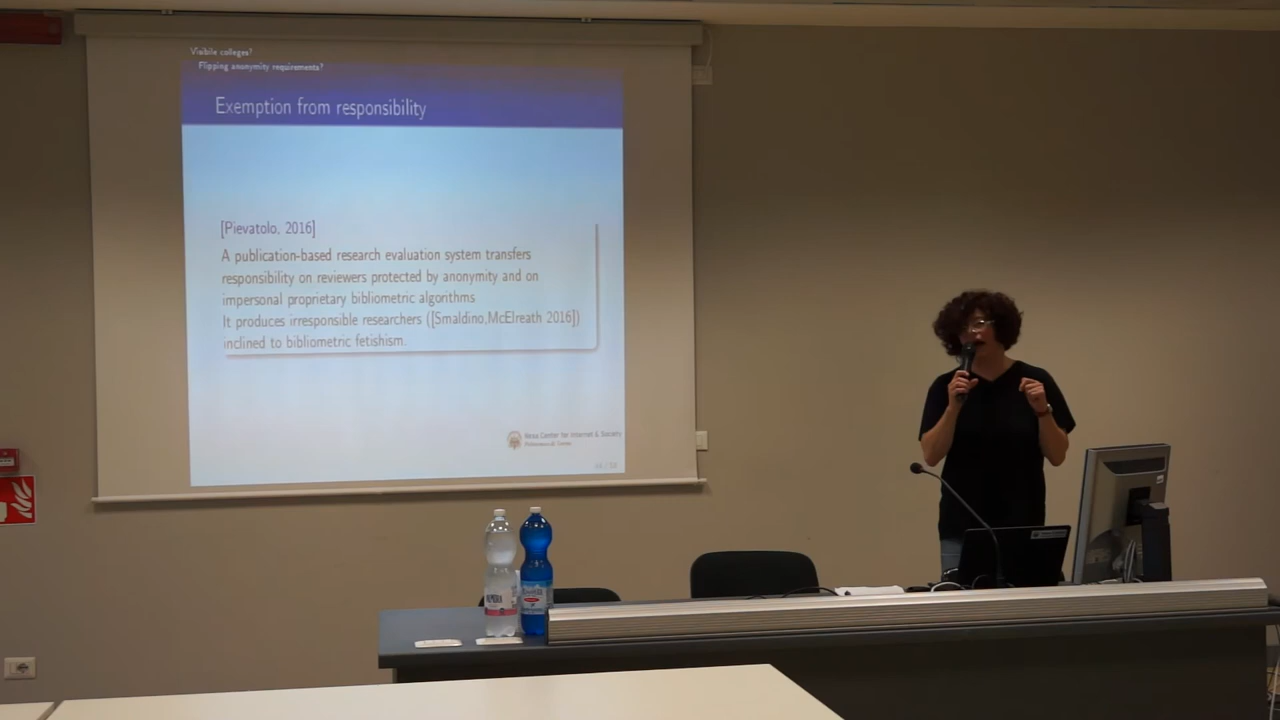 Visibile colleges?
Flipping anonymity requirements?
Exemption from responsibility
[Pievatolo, 2016]
A publication-based research evaluation system transfers
responsibility on reviewers protected by anonymity and on
impersonal proprietary bibliometric algorithms
It produces irresponsible researchers ([Smaldino,McElreath 2016])
inclined to bibliometric fetishism.
Nexa Center for Internet & Society